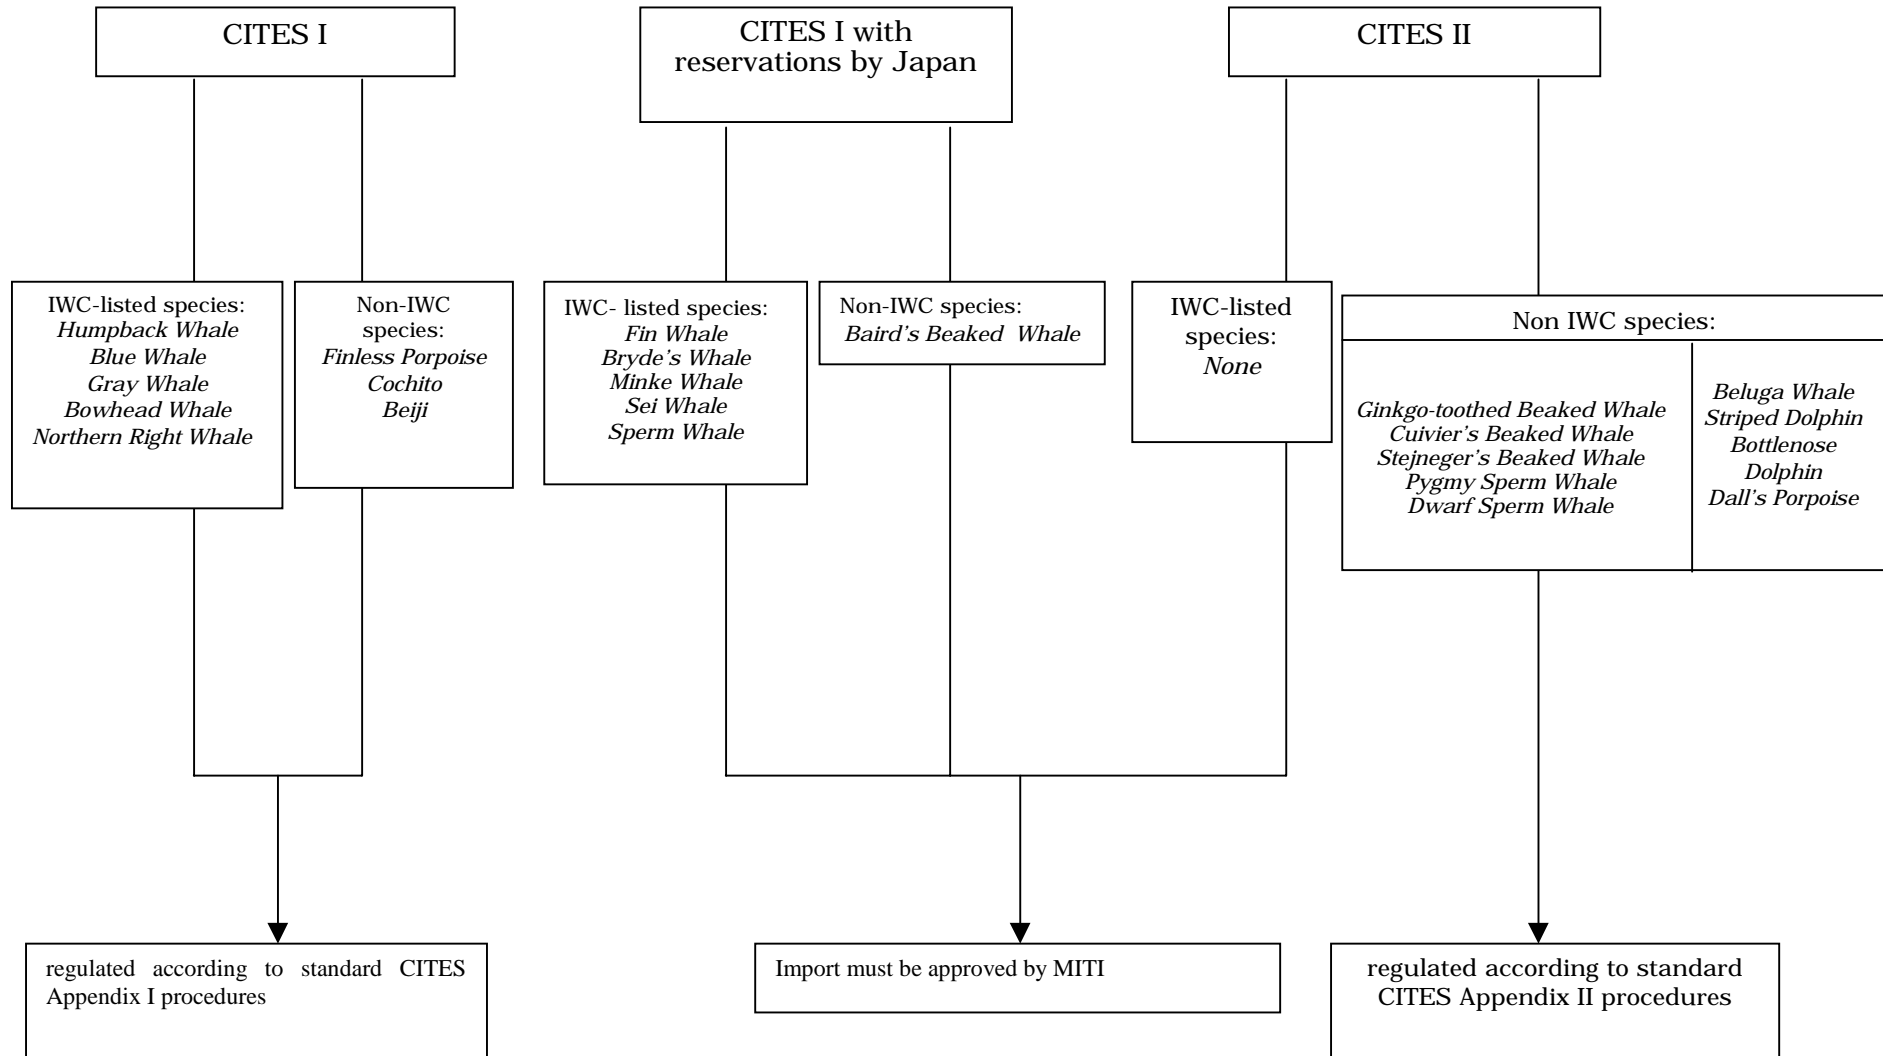 CITES I
CITES I with
reservations by Japan
CITES II
IWC-listed species:
Humpback Whale
Blue Whale
Gray Whale
Bowhead Whale
Northern Right Whale
Non-IWC
species:
Finless Porpoise
Cochito
Beiji
IWC- listed species:
Fin Whale
Bryde's Whale
Minke Whale
Sei Whale
Sperm Whale
Non-IWC species:
Baird's Beaked Whale
IWC-listed
species:
None
Non IWC species:
Ginkgo-toothed Beaked Whale
Cuivier's Beaked Whale
Stejneger's Beaked Whale
Pygmy Sperm Whale
Dwarf Sperm Whale
Beluga Whale
Striped Dolphin
Bottlenose
Dolphin
Dall's Porpoise
regulated according to standard CITES
Appendix I procedures
Import must be approved by MITI
regulated according to standard
CITES Appendix II procedures